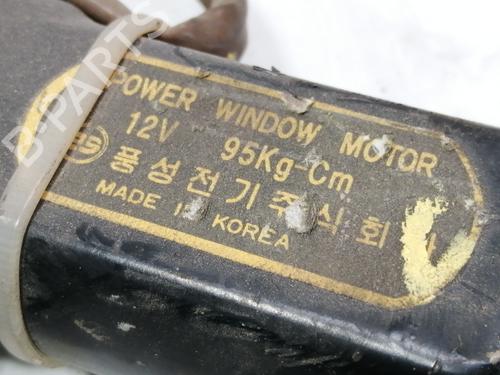 POWER WINDOW MOTOR
12V 95Kg-Cm
풍성전기주식회
MADE IN KOREA
D-PARTS